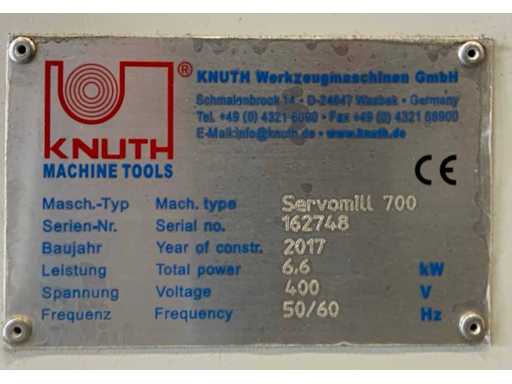 KNUTH
MACHINE TOOLS
®
KNUTH Werkzeugmaschinen GmbH
Schmalenbrook 14 • D-24647 Wasbek • Germany
Tel. +49 (0) 4321 6090 • Fax +49 (0) 4321 68900
E-Mail:info@knuth.de • www.knuth.de
CE
Masch.-Typ Mach. type Servomill 700
Serien-Nr. Serial no. 162748
Baujahr Year of constr. 2017
Leistung Total power 6,6 kW
Spannung Voltage 400 V
Frequenz Frequency 50/60 Hz